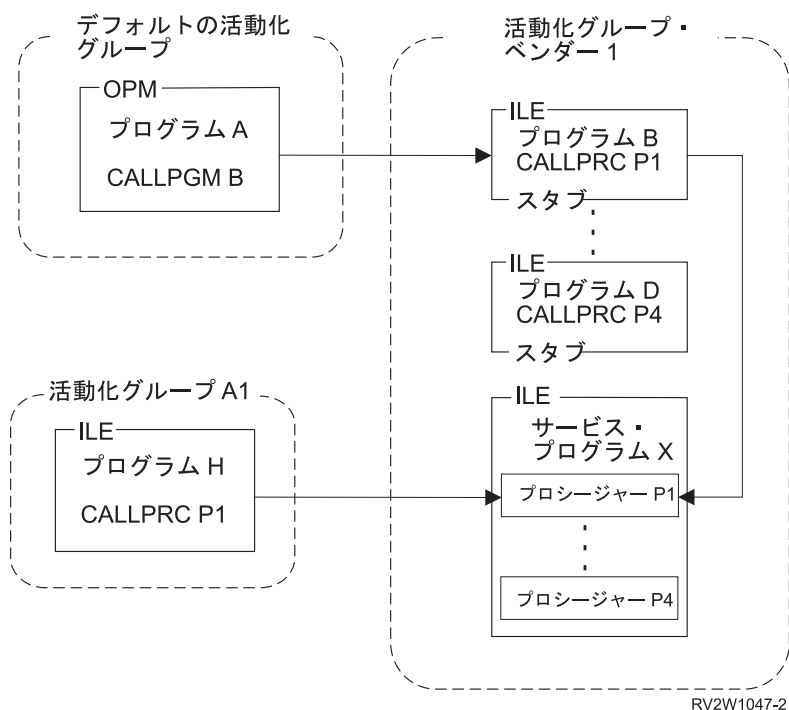 デフォルトの活動化
グループ
OPM
プログラム A
CALLPGM B
活動化グループ・
ベンダー 1
ILE
プログラム B
CALLPRC P1
スタブ
ILE
プログラム D
CALLPRC P4
スタブ
活動化グループ A1
ILE
プログラム H
CALLPRC P1
ILE
サービス・
プログラム X
プロシージャー P1
プロシージャー P4
RV2W1047-2